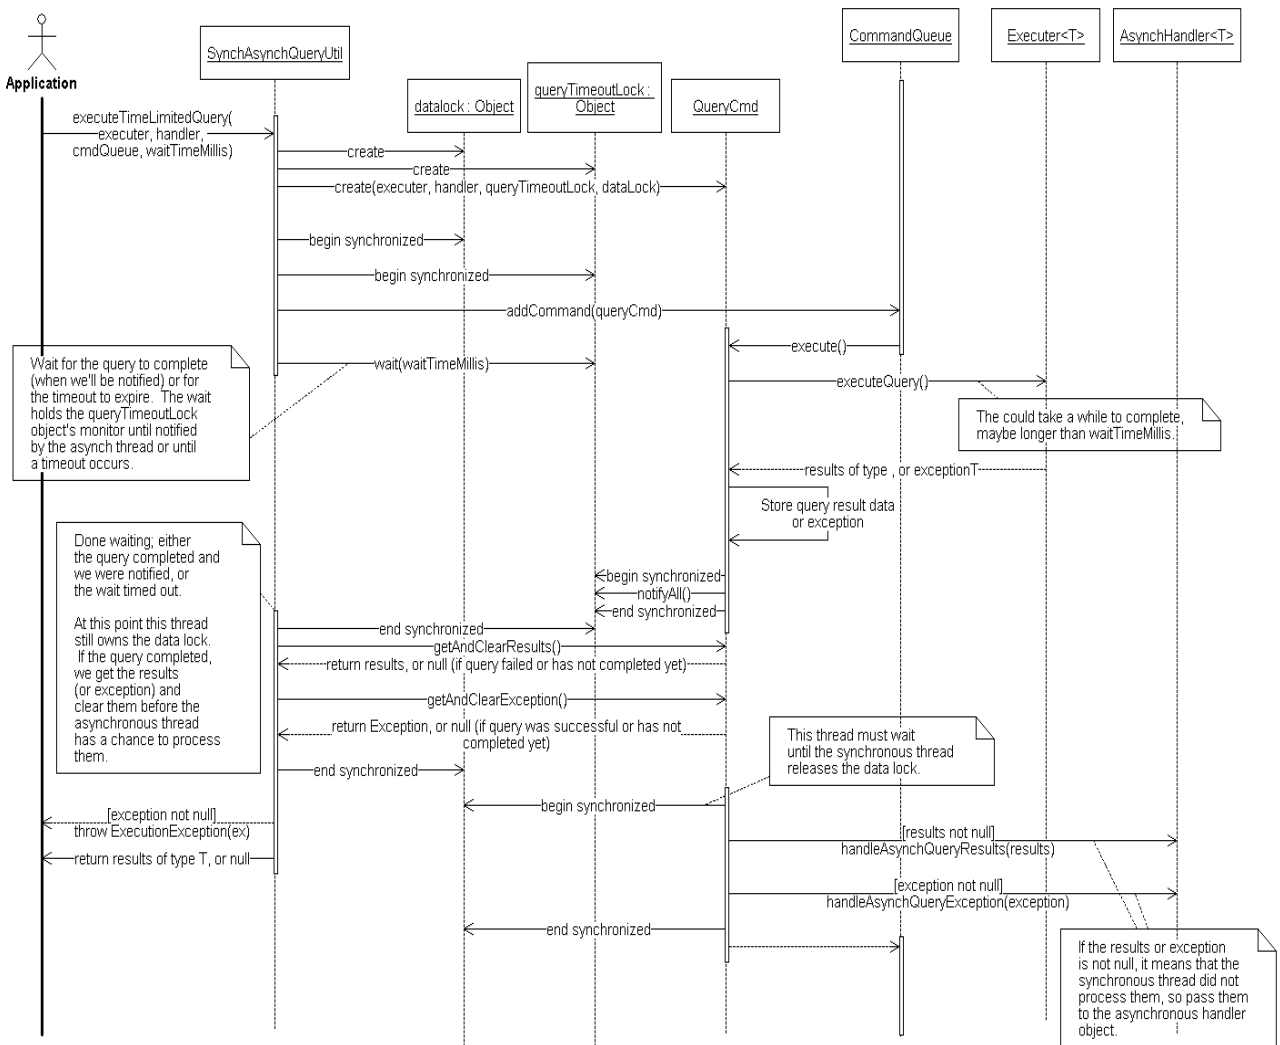 CommandQueue
Executer<T>
AsynchHandler<T>
SynchAsynchQueryUtil
Application
datalock : Object
queryTimeoutLock :
Object
QueryCmd
executeTimeLimitedQuery(
executer, handler,
cmdQueue, waitTimeMillis)
create
create
create(executer, handler, queryTimeoutLock, dataLock)
begin synchronized
begin synchronized
addCommand(queryCmd)
execute()
Wait for the query to complete
(when we'll be notified) or for
the timeout to expire. The wait
holds the queryTimeoutLock
object's monitor until notified
by the asynch thread or until
a timeout occurs.
wait(waitTimeMillis)
executeQuery()
The could take a while to complete,
maybe longer than waitTimeMillis.
results of type , or exceptionT
Store query result data
or exception
Done waiting; either
the query completed and
we were notified, or
the wait timed out.
At this point this thread
still owns the data lock.
If the query completed,
we get the results
(or exception) and
clear them before the
asynchronous thread
has a chance to process
them.
begin synchronized
notifyAll()
end synchronized
end synchronized
getAndClearResults()
return results, or null (if query failed or has not completed yet)
getAndClearException()
return Exception, or null (if query was successful or has not
completed yet)
This thread must wait
until the synchronous thread
releases the data lock.
end synchronized
begin synchronized
[exception not null]
throw ExecutionException(ex)
[results not null]
handleAsynchQueryResults(results)
return results of type T, or null
[exception not null]
handleAsynchQueryException(exception)
end synchronized
If the results or exception
is not null, it means that the
synchronous thread did not
process them, so pass them
to the asynchronous handler
object.